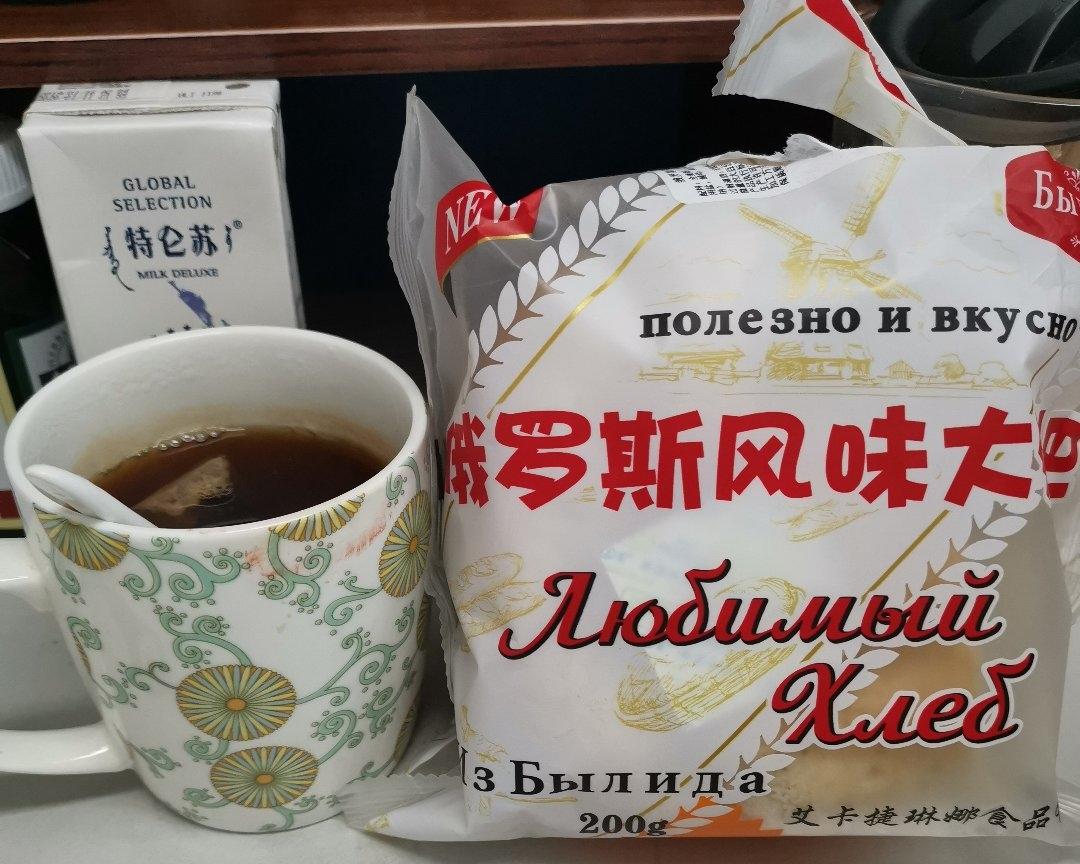 GLOBAL
SELECTION
特仑苏®
MILK DELUXE
NEW
Бы
полезно и вкусно
俄罗斯风味大
Любимый
Хлеб
Из Былида
200g
艾卡捷琳娜食品